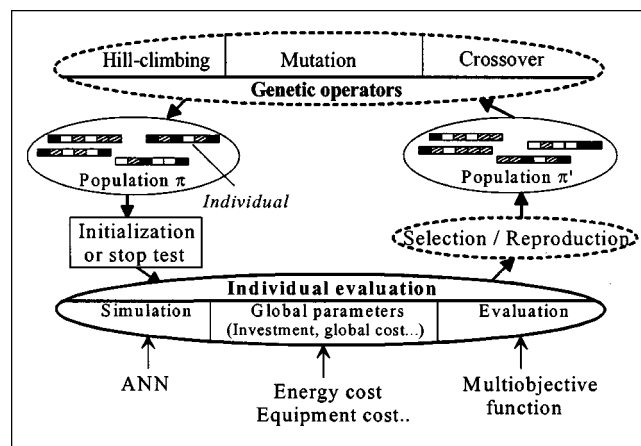 Hill-climbing Mutation Crossover
Genetic operators
Population π
Individual
Population π'
Initialization
or stop test
Selection / Reproduction
Individual evaluation
Simulation
Global parameters
(Investment, global cost...)
Evaluation
ANN
Energy cost
Equipment cost..
Multiobjective
function